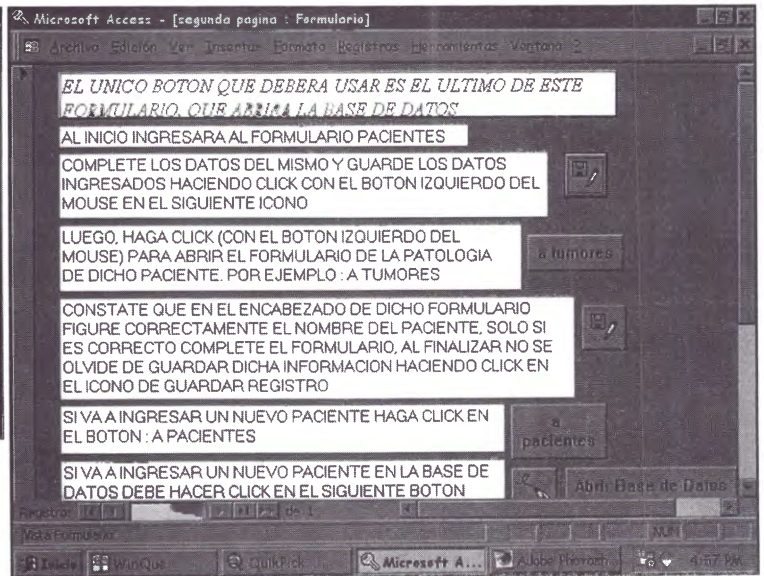 Microsoft Access - [segunda pagina : Formulario]
Archivo Edición Ver Insertar Formato Registros Herramientas Ventana ?
EL UNICO BOTON QUE DEBERA USAR ES EL ULTIMO DE ESTE
FORMULARIO, QUE ABRIRA LA BASE DE DATOS
AL INICIO INGRESARA AL FORMULARIO PACIENTES
COMPLETE LOS DATOS DEL MISMO Y GUARDE LOS DATOS
INGRESADOS HACIENDO CLICK CON EL BOTON IZQUIERDO DEL
MOUSE EN EL SIGUIENTE ICONO
LUEGO, HAGA CLICK (CON EL BOTON IZQUIERDO DEL
MOUSE) PARA ABRIR EL FORMULARIO DE LA PATOLOGIA
DE DICHO PACIENTE. POR EJEMPLO : A TUMORES
a tumores
CONSTATE QUE EN EL ENCABEZADO DE DICHO FORMULARIO
FIGURE CORRECTAMENTE EL NOMBRE DEL PACIENTE, SOLO SI
ES CORRECTO COMPLETE EL FORMULARIO, AL FINALIZAR NO SE
OLVIDE DE GUARDAR DICHA INFORMACION HACIENDO CLICK EN
EL ICONO DE GUARDAR REGISTRO
SI VA A INGRESAR UN NUEVO PACIENTE HAGA CLICK EN
EL BOTON : A PACIENTES
a
pacientes
SI VA A INGRESAR UN NUEVO PACIENTE EN LA BASE DE
DATOS DEBE HACER CLICK EN EL SIGUIENTE BOTON
Abrir Base de Datos
Registro: de 1
Vista Formulario NUM
Inicio WinQue QuikPick Microsoft A... Adobe Photosh... 4:57 PM